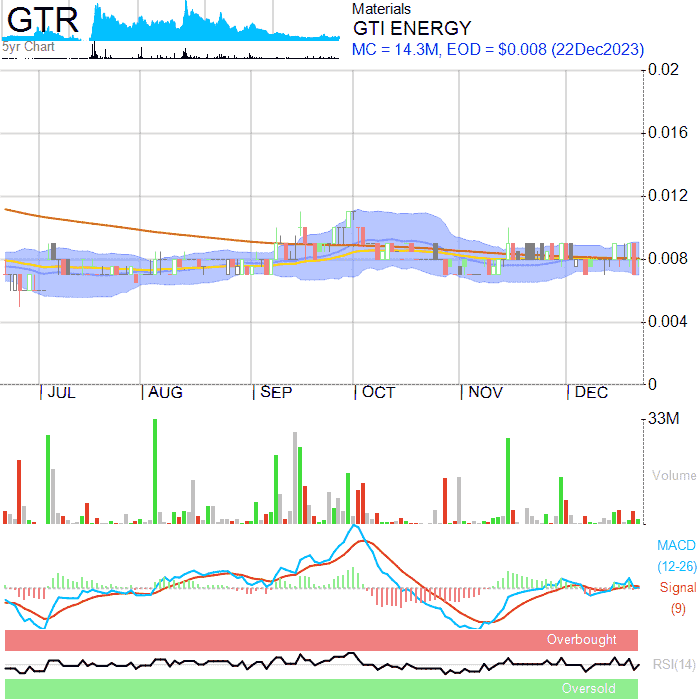 GTR
5yr Chart
Materials
GTI ENERGY
MC = 14.3M, EOD = $0.008 (22Dec2023)
0.02
0.016
0.012
0.008
0.004
0
JUL AUG SEP OCT NOV DEC
33M
Volume
MACD
(12-26)
Signal
(9)
Overbought
RSI(14)
Oversold